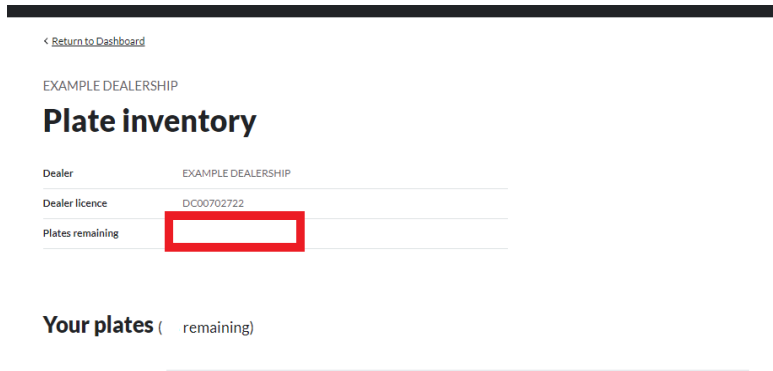 < Return to Dashboard
EXAMPLE DEALERSHIP
Plate inventory
Dealer EXAMPLE DEALERSHIP
Dealer licence DC00702722
Plates remaining
Your plates ( remaining)